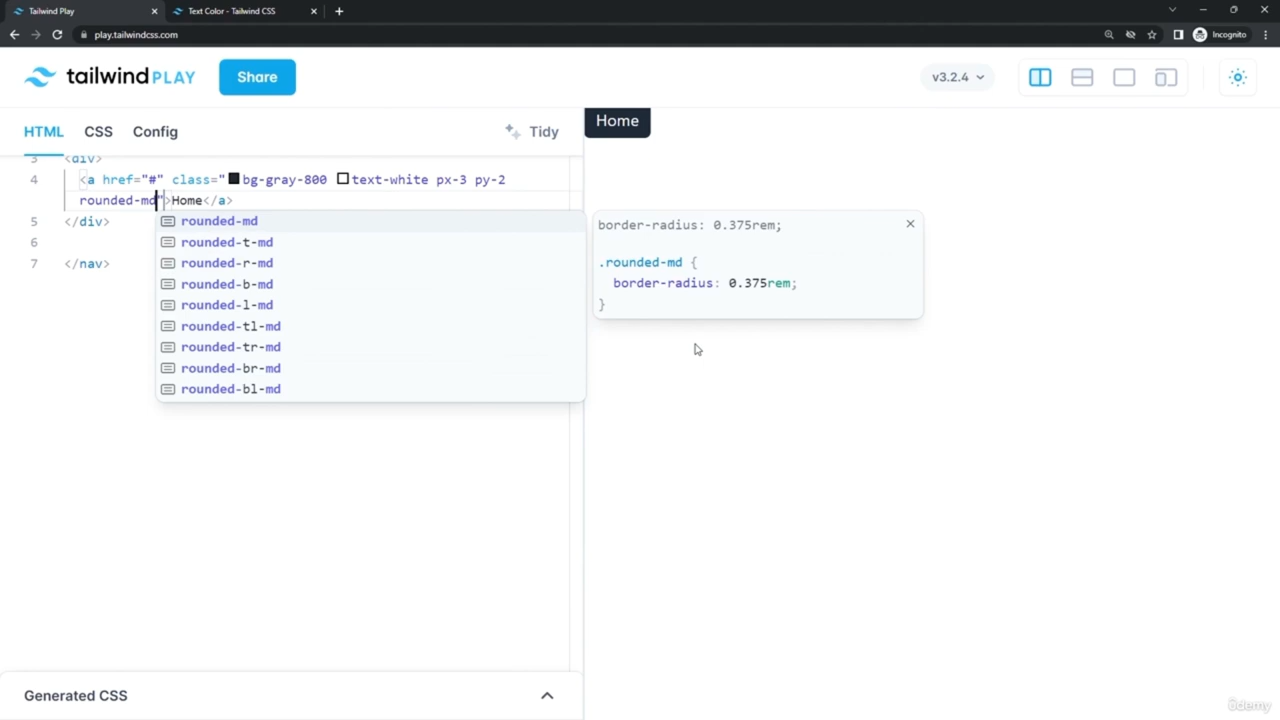 Tailwind Play
Text Color - Tailwind CSS
play.tailwindcss.com
Incognito
tailwind PLAY
Share
v3.2.4
HTML
CSS
Config
Tidy
Home
3 <div>
4 <a href="#" class="bg-gray-800 text-white px-3 py-2
rounded-md">Home</a>
5 </div>
6
7 </nav>
rounded-md
rounded-t-md
rounded-r-md
rounded-b-md
rounded-l-md
rounded-tl-md
rounded-tr-md
rounded-br-md
rounded-bl-md
border-radius: 0.375rem;
.rounded-md {
border-radius: 0.375rem;
}
Generated CSS
ûdemy